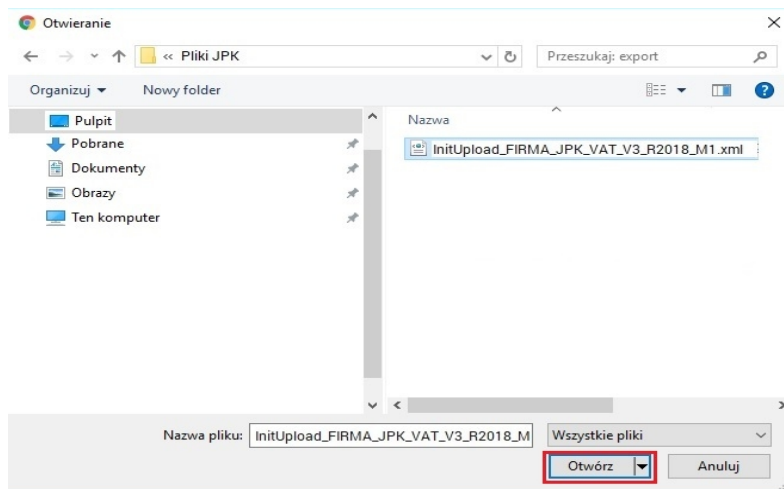 Otwieranie
« Pliki JPK
Przeszukaj: export
Organizuj
Nowy folder
Pulpit
Pobrane
Dokumenty
Obrazy
Ten komputer
Nazwa
InitUpload_FIRMA_JPK_VAT_V3_R2018_M1.xml
Nazwa pliku: InitUpload_FIRMA_JPK_VAT_V3_R2018_M
Wszystkie pliki
Otwórz
Anuluj